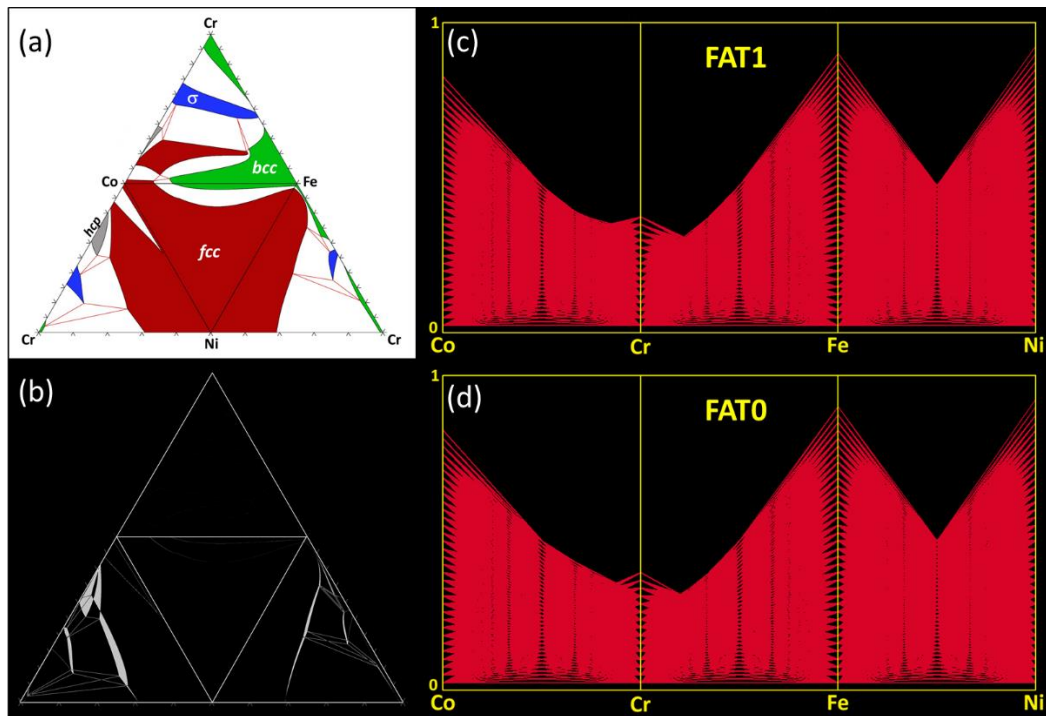 (a)
Cr
σ
bcc
Co
Fe
hcp
fcc
Cr
Ni
Cr
(b)
(c)
FAT1
1
0
Co
Cr
Fe
Ni
(d)
FAT0
1
0
Co
Cr
Fe
Ni